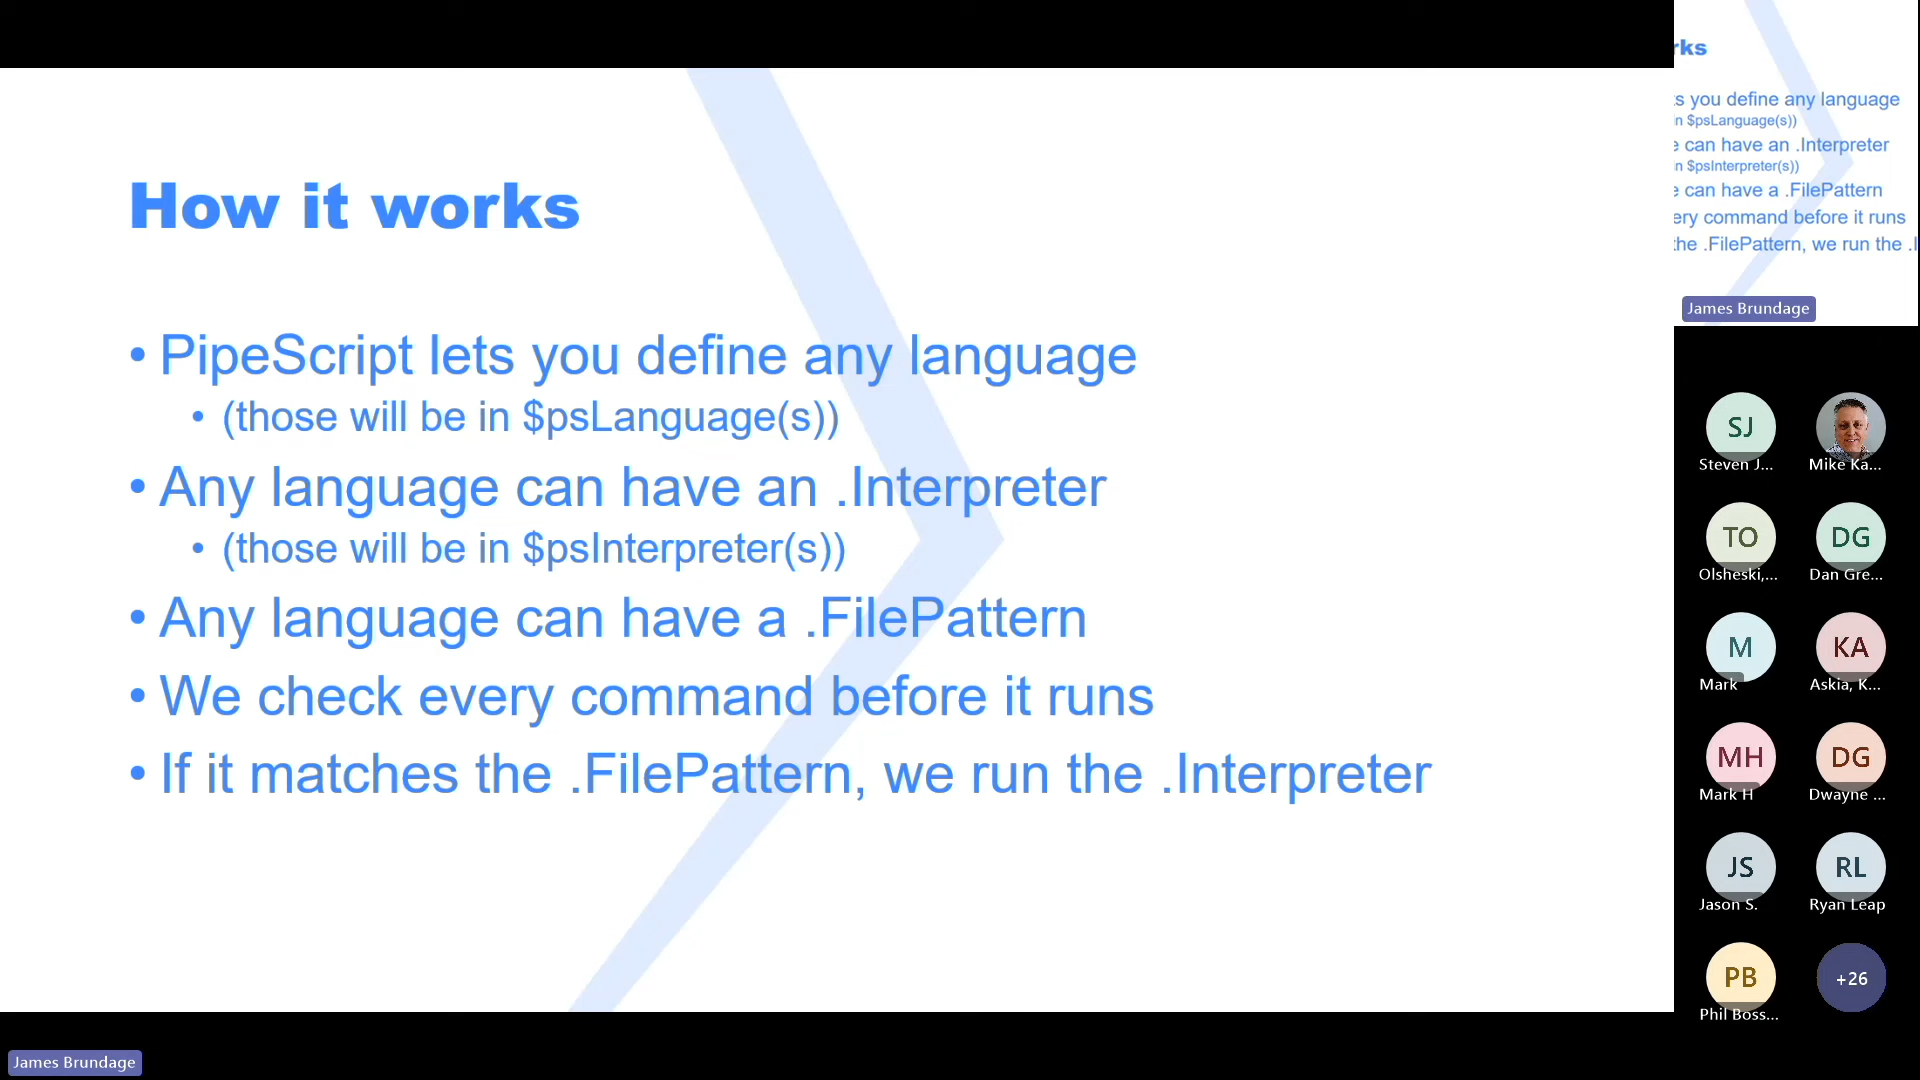 How it works
• PipeScript lets you define any language
• (those will be in $psLanguage(s))
• Any language can have an .Interpreter
• (those will be in $psInterpreter(s))
• Any language can have a .FilePattern
• We check every command before it runs
• If it matches the .FilePattern, we run the .Interpreter
James Brundage
rks
s you define any language
in $psLanguage(s))
e can have an .Interpreter
in $psInterpreter(s))
e can have a .FilePattern
ery command before it runs
the .FilePattern, we run the .I
James Brundage
SJ
Steven J...
Mike Ka...
TO
Olsheski,...
DG
Dan Gre...
M
Mark
KA
Askia, K...
MH
Mark H
DG
Dwayne ...
JS
Jason S.
RL
Ryan Leap
PB
Phil Boss...
+26